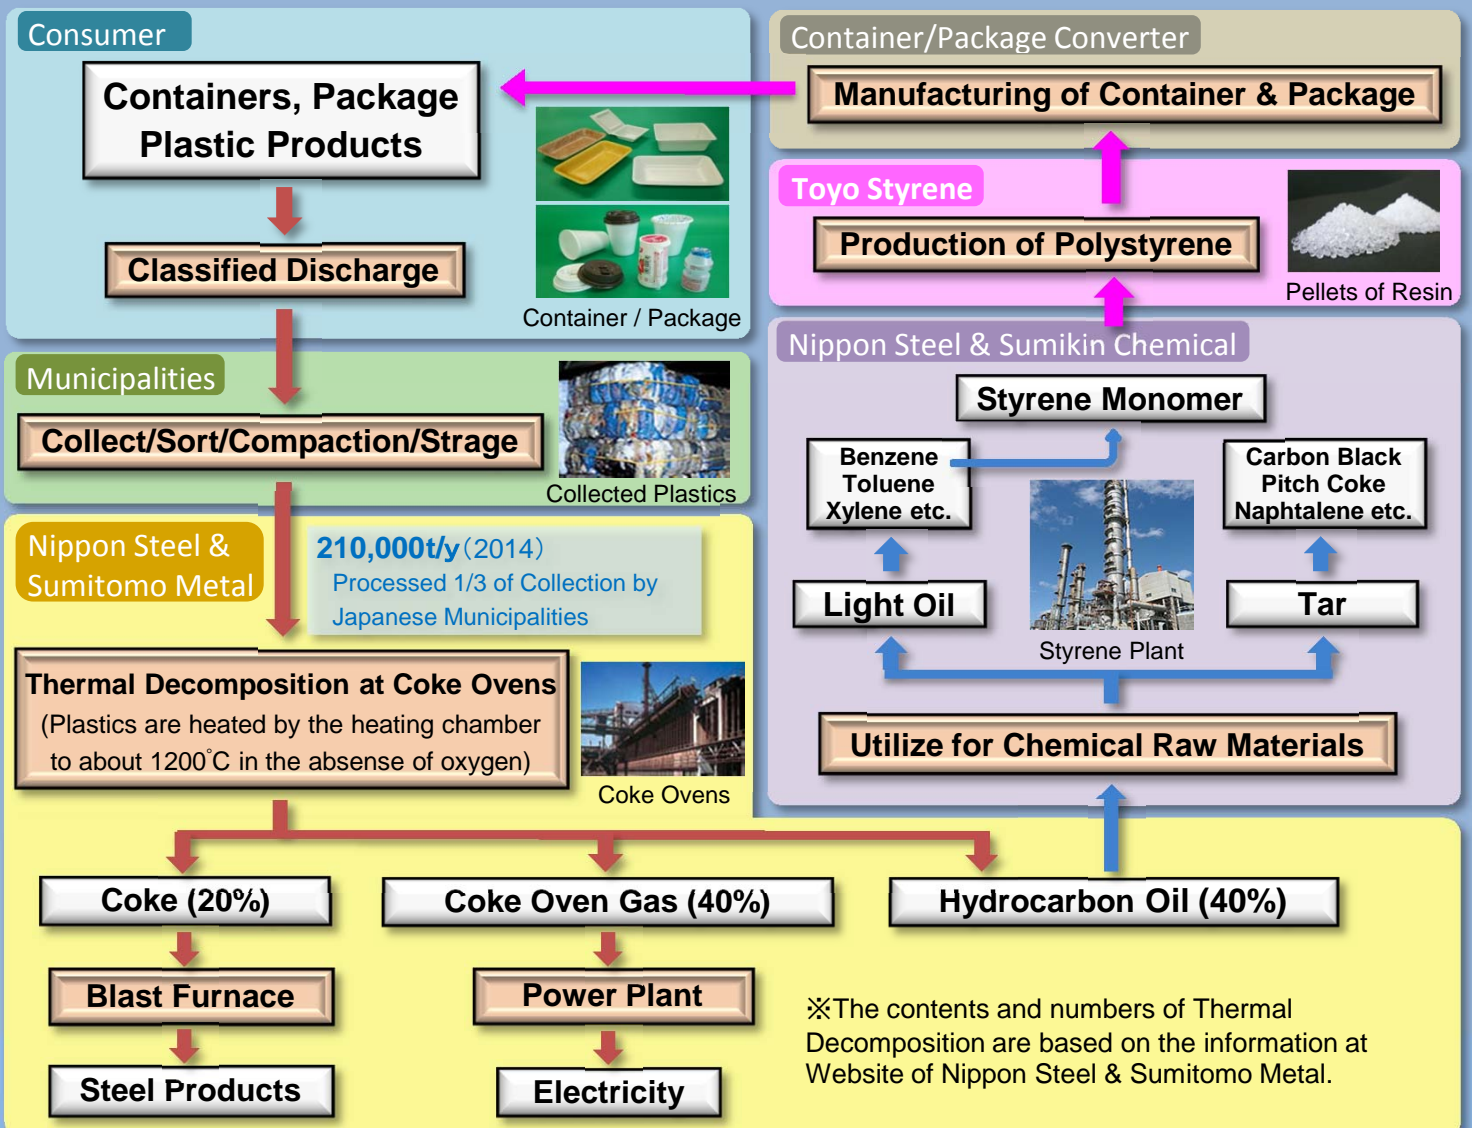 Consumer
Containers, Package
Plastic Products
Classified Discharge
Container / Package
Municipalities
Collect/Sort/Compaction/Strage
Collected Plastics
Nippon Steel &
Sumitomo Metal
210,000t/y（2014）
Processed 1/3 of Collection by
Japanese Municipalities
Thermal Decomposition at Coke Ovens
(Plastics are heated by the heating chamber
to about 1200°C in the absense of oxygen)
Coke Ovens
Coke (20%)
Blast Furnace
Steel Products
Coke Oven Gas (40%)
Power Plant
Electricity
Hydrocarbon Oil (40%)
※The contents and numbers of Thermal
Decomposition are based on the information at
Website of Nippon Steel & Sumitomo Metal.
Container/Package Converter
Manufacturing of Container & Package
Toyo Styrene
Production of Polystyrene
Pellets of Resin
Nippon Steel & Sumikin Chemical
Styrene Monomer
Benzene
Toluene
Xylene etc.
Carbon Black
Pitch Coke
Naphtalene etc.
Light Oil
Tar
Styrene Plant
Utilize for Chemical Raw Materials